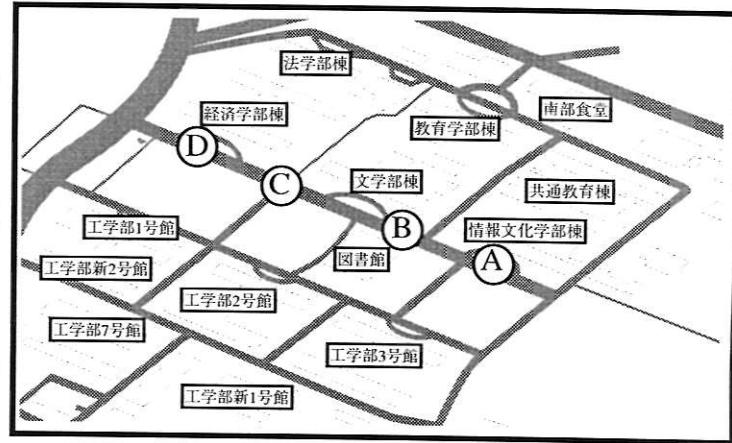 法学部棟
経済学部棟
南部食堂
教育学部棟
D
C
文学部棟
共通教育棟
工学部1号館
B
情報文化学部棟
図書館
A
工学部新2号館
工学部2号館
工学部7号館
工学部3号館
工学部新1号館